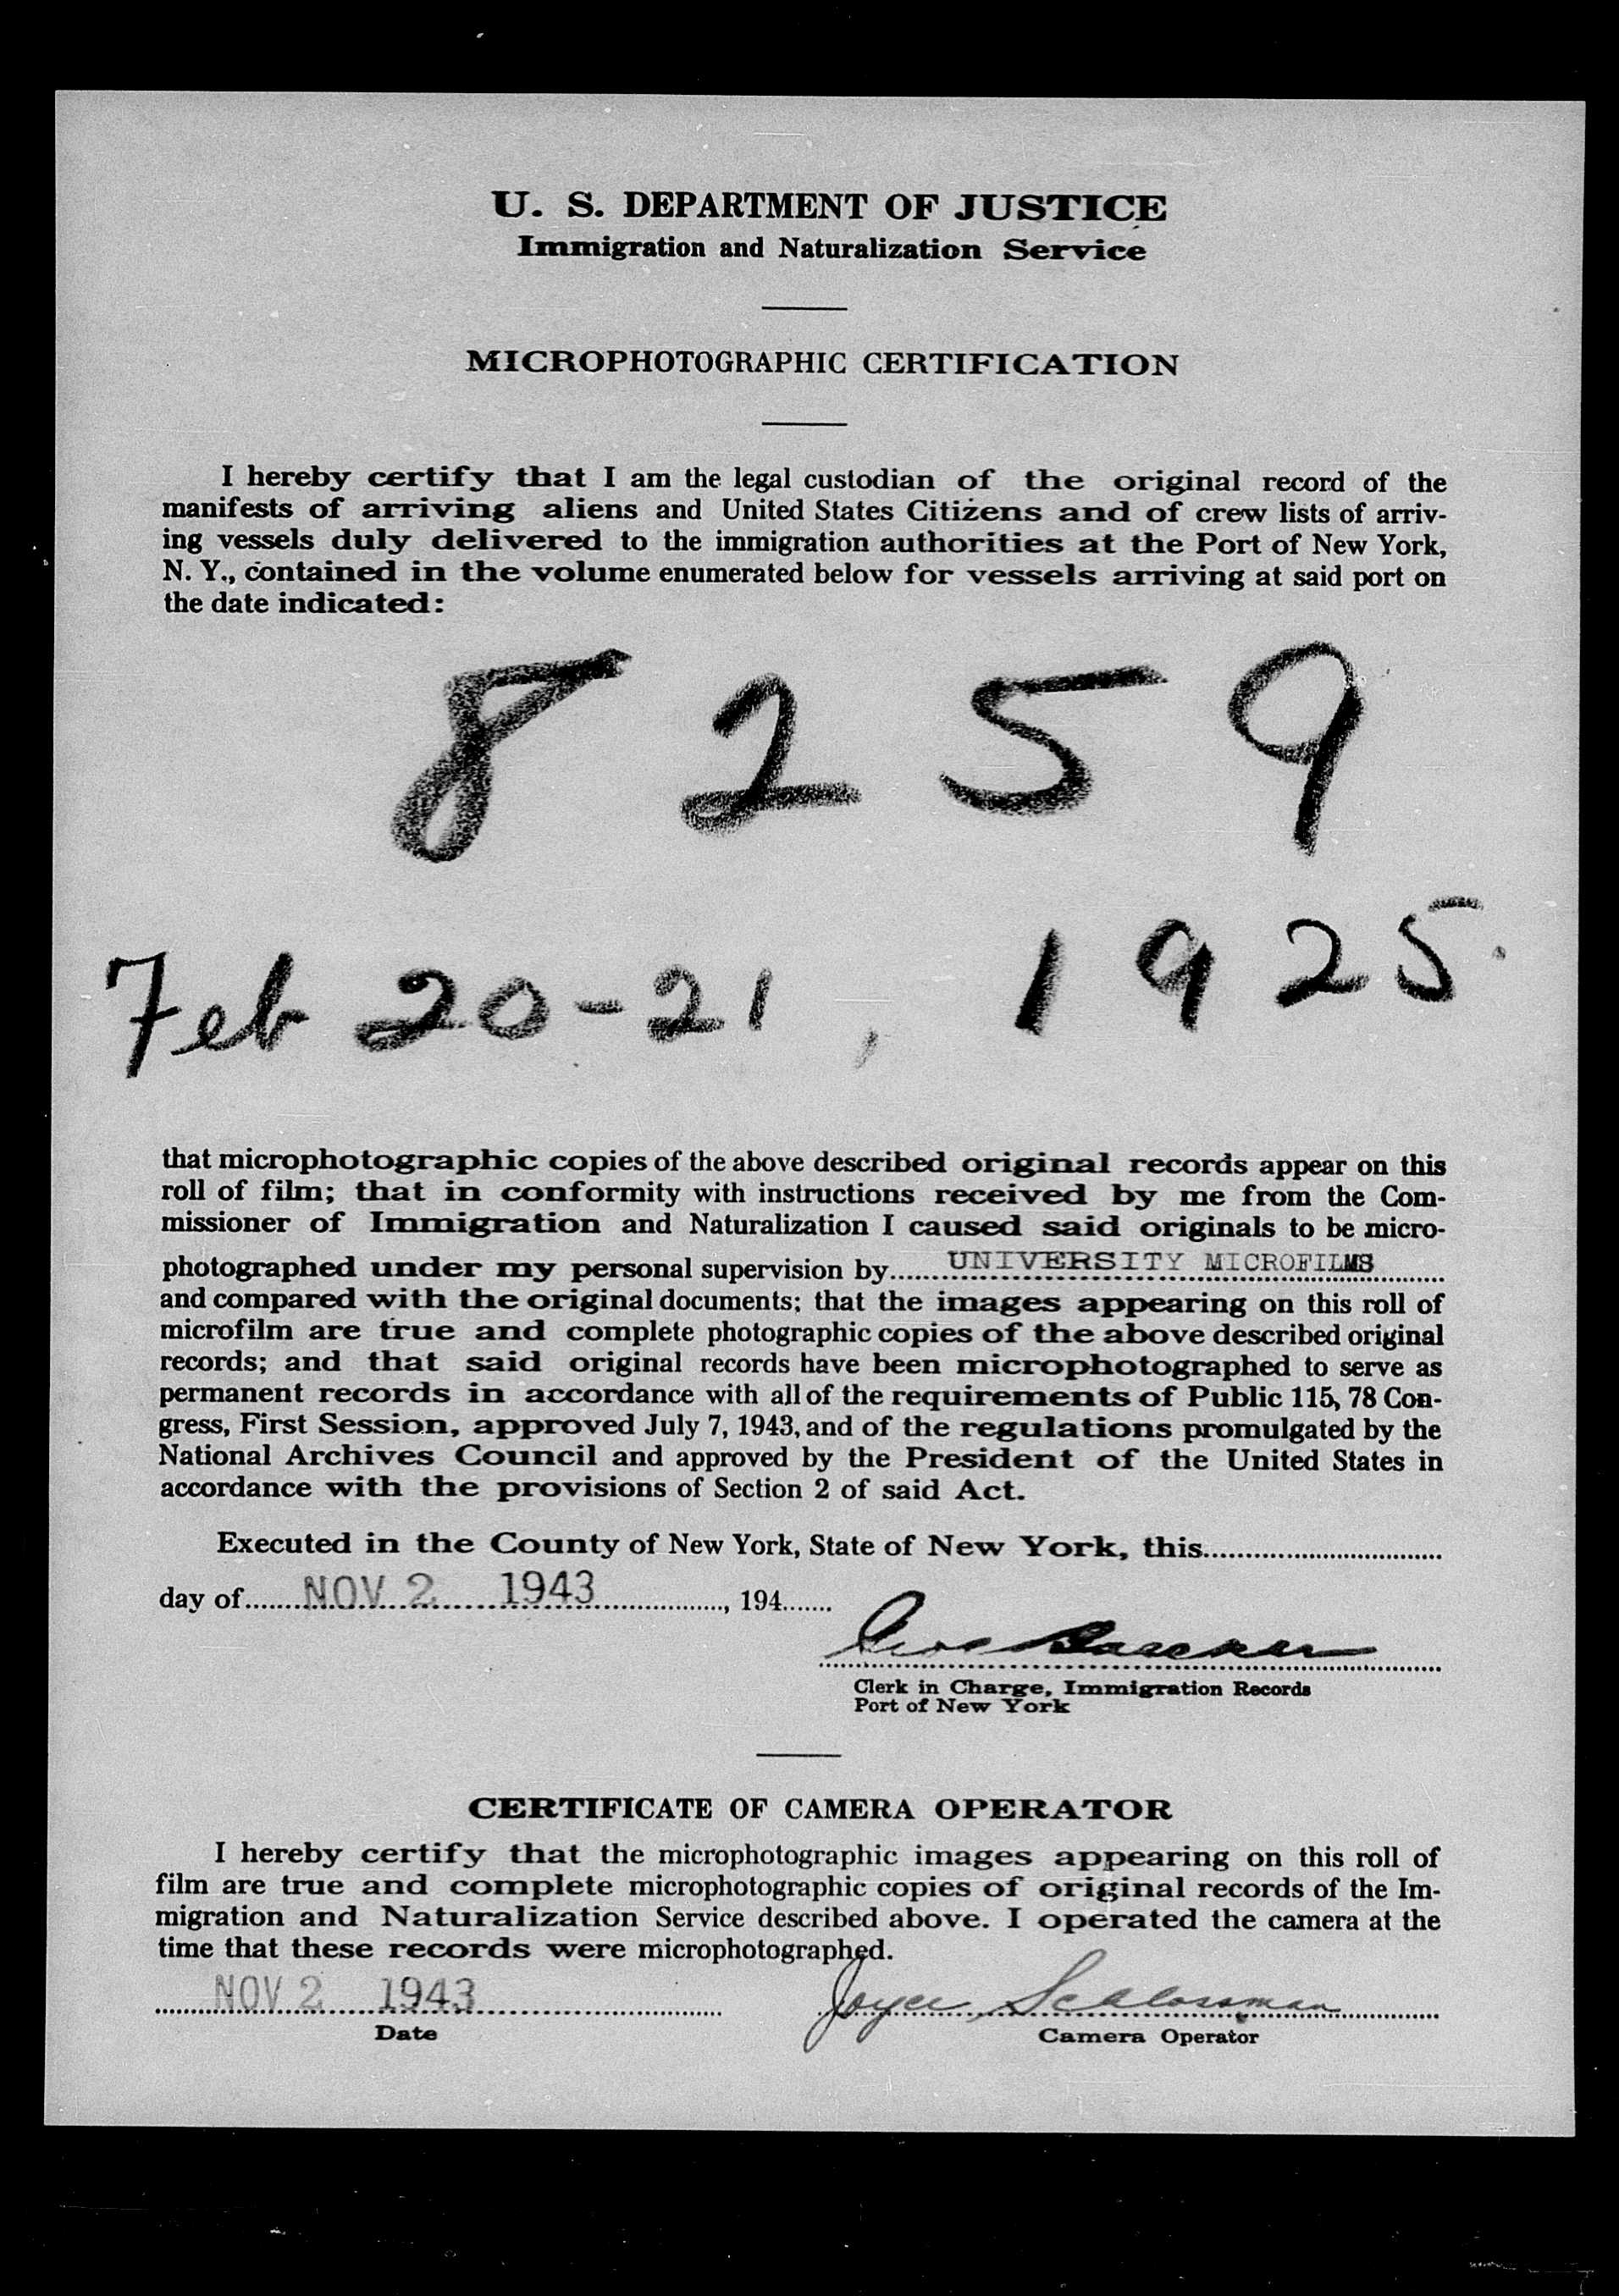 U. S. DEPARTMENT OF JUSTICE
Immigration and Naturalization Service
MICROPHOTOGRAPHIC CERTIFICATION
I hereby certify that I am the legal custodian of the original record of the
manifests of arriving aliens and United States Citizens and of crew lists of arriv-
ing vessels duly delivered to the immigration authorities at the Port of New York,
N. Y., contained in the volume enumerated below for vessels arriving at said port on
the date indicated:
8 2 5 9
Feb 20-21, 1925.
that microphotographic copies of the above described original records appear on this
roll of film; that in conformity with instructions received by me from the Com-
missioner of Immigration and Naturalization I caused said originals to be micro-
photographed under my personal supervision by UNIVERSITY MICROFILMS
and compared with the original documents; that the images appearing on this roll of
microfilm are true and complete photographic copies of the above described original
records; and that said original records have been microphotographed to serve as
permanent records in accordance with all of the requirements of Public 115, 78 Con-
gress, First Session, approved July 7, 1943, and of the regulations promulgated by the
National Archives Council and approved by the President of the United States in
accordance with the provisions of Section 2 of said Act.
Executed in the County of New York, State of New York, this
day of NOV 2 1943, 194
Clerk in Charge, Immigration Records
Port of New York
CERTIFICATE OF CAMERA OPERATOR
I hereby certify that the microphotographic images appearing on this roll of
film are true and complete microphotographic copies of original records of the Im-
migration and Naturalization Service described above. I operated the camera at the
time that these records were microphotographed.
NOV 2 1943 Joyce Schlossman
Date Camera Operator